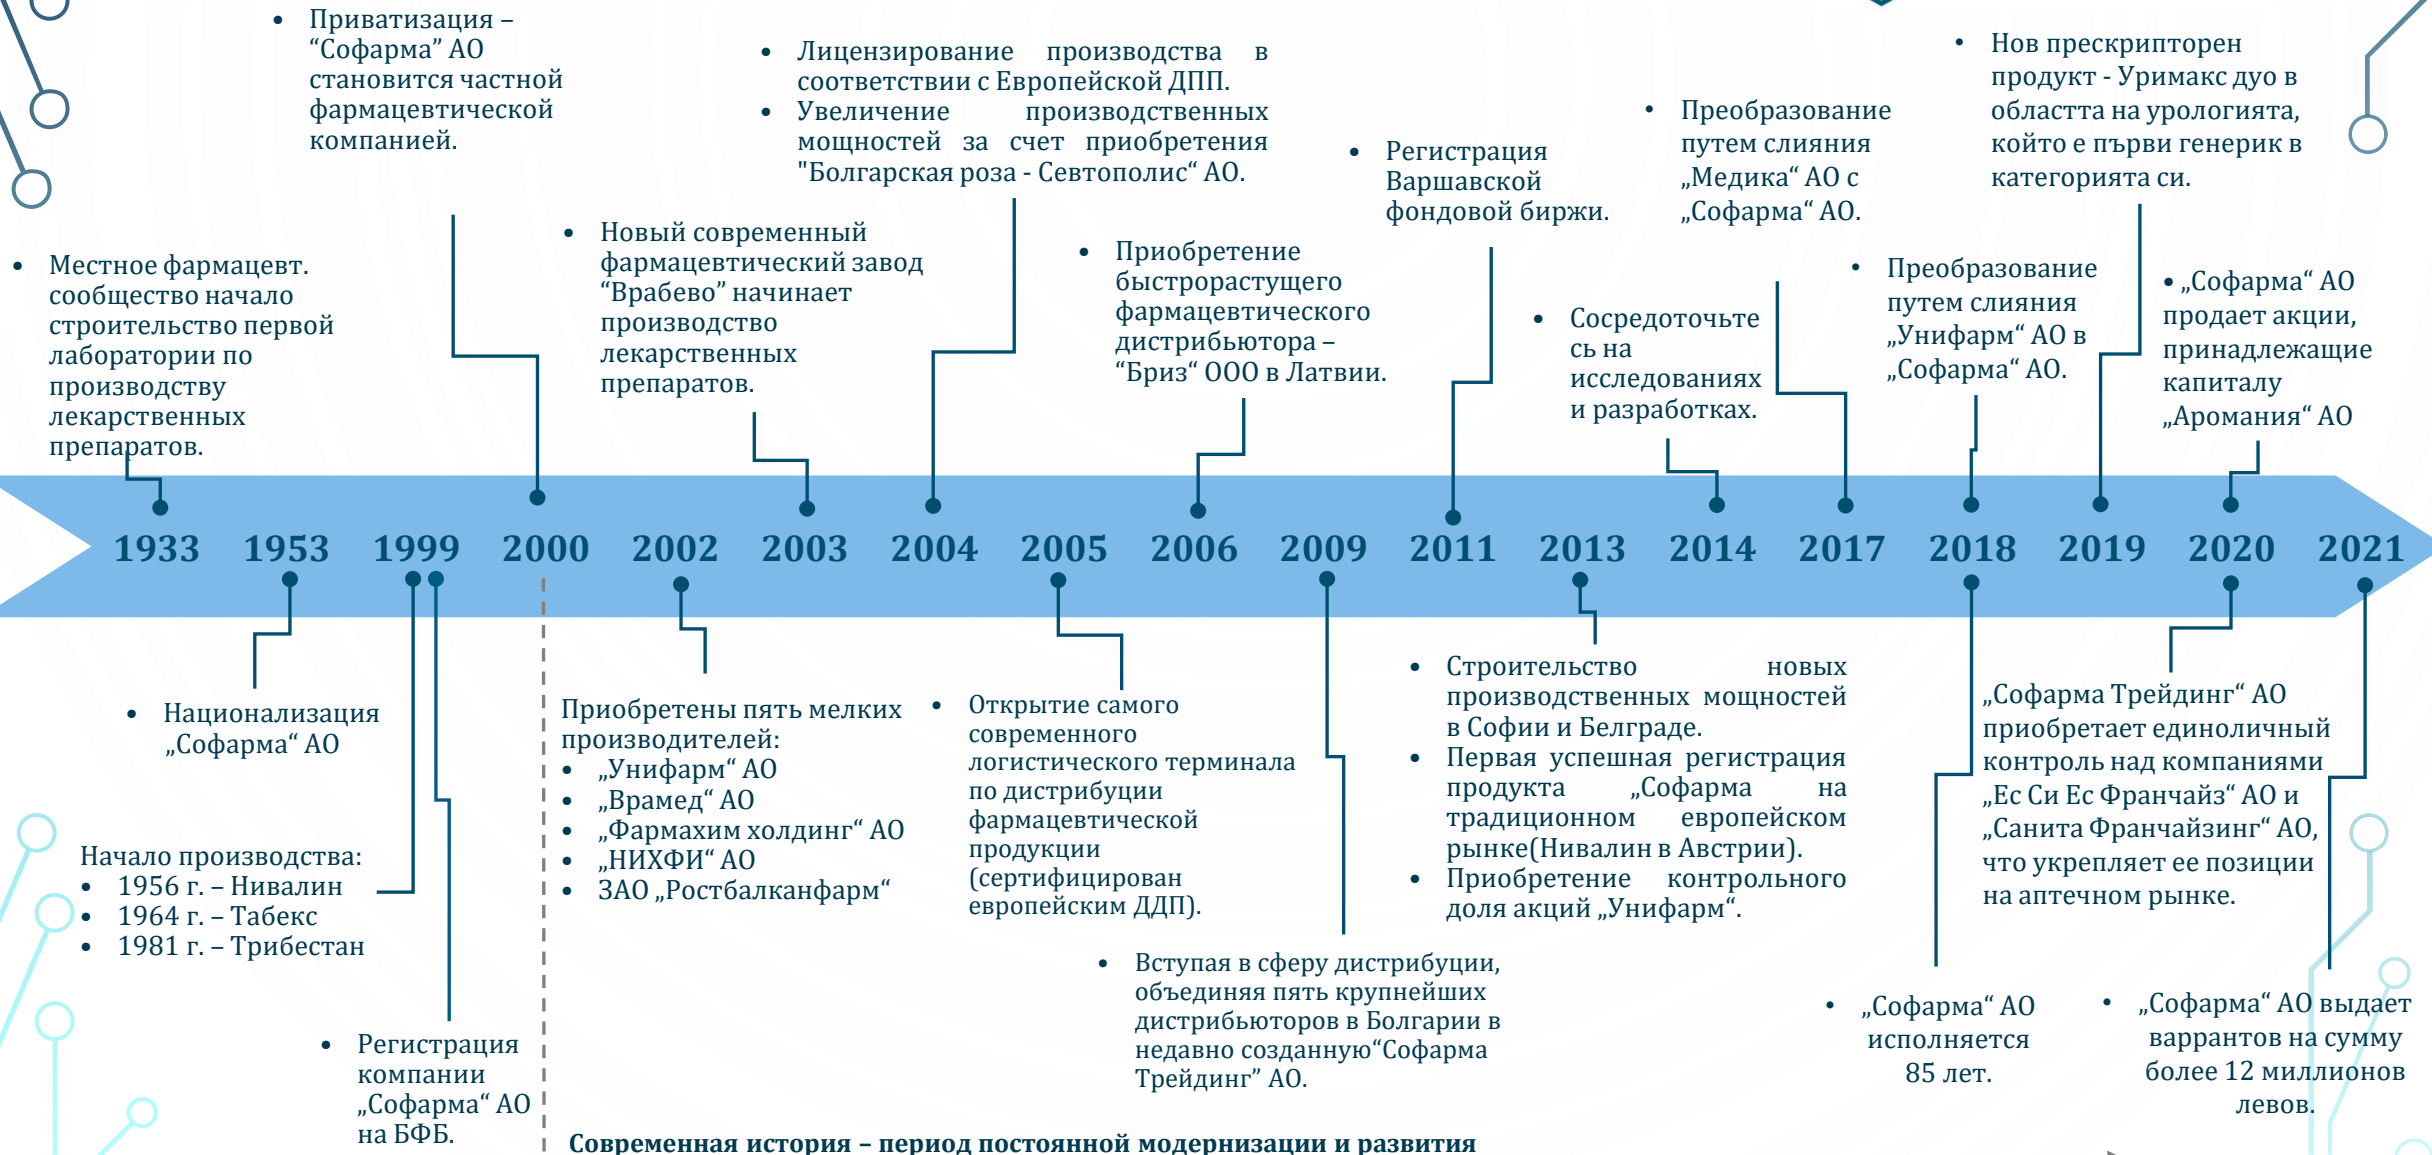 Приватизация –
“Софарма” АО
становится частной
фармацевтической
компанией.
Лицензирование производства в
соответствии с Европейской ДПП.
Увеличение производственных
мощностей за счет приобретения
"Болгарская роза - Севтополис“ АО.
Нов прескрипторен
продукт - Уримакс дуо в
областта на урологията,
който е първи генерик в
категорията си.
Преобразование
путем слияния
„Медика“ АО с
„Софарма“ АО.
Регистрация
Варшавской
фондовой биржи.
Местное фармацевт.
сообщество начало
строительство первой
лаборатории по
производству
лекарственных
препаратов.
Новый современный
фармацевтический завод
“Врабево” начинает
производство
лекарственных
препаратов.
Приобретение
быстрорастущего
фармацевтического
дистрибьютора –
“Бриз“ ООО в Латвии.
Сосредоточьте
сь на
исследованиях
и разработках.
Преобразование
путем слияния
„Унифарм“ АО в
„Софарма“ АО.
• „Софарма“ АО
продает акции,
принадлежащие
капиталу
„Аромания“ АО
1933 1953 1999 2000 2002 2003 2004 2005 2006 2009 2011 2013 2014 2017 2018 2019 2020 2021
Национализация
„Софарма“ АО
Начало производства:
• 1956 г. – Нивалин
• 1964 г. – Табекс
• 1981 г. – Трибестан
Регистрация
компании
„Софарма“ АО
на БФБ.
Приобретены пять мелких
производителей:
• „Унифарм“ АО
• „Врамед“ АО
• „Фармахим холдинг“ АО
• „НИХФИ“ АО
• ЗАО „Ростбалканфарм“
Открытие самого
современного
логистического терминала
по дистрибуции
фармацевтической
продукции
(сертифицирован
европейским ДДП).
Вступая в сферу дистрибуции,
объединяя пять крупнейших
дистрибьюторов в Болгарии в
недавно созданную“Софарма
Трейдинг” АО.
Строительство новых
производственных мощностей
в Софии и Белграде.
Первая успешная регистрация
продукта „Софарма на
традиционном европейском
рынке(Нивалин в Австрии).
Приобретение контрольного
доля акций „Унифарм“.
„Софарма“ АО
исполняется
85 лет.
„Софарма Трейдинг“ АО
приобретает единоличный
контроль над компаниями
„Ес Си Ес Франчайз“ АО и
„Санита Франчайзинг“ АО,
что укрепляет ее позиции
на аптечном рынке.
„Софарма“ АО выдает
варрантов на сумму
более 12 миллионов
левов.
Современная история – период постоянной модернизации и развития